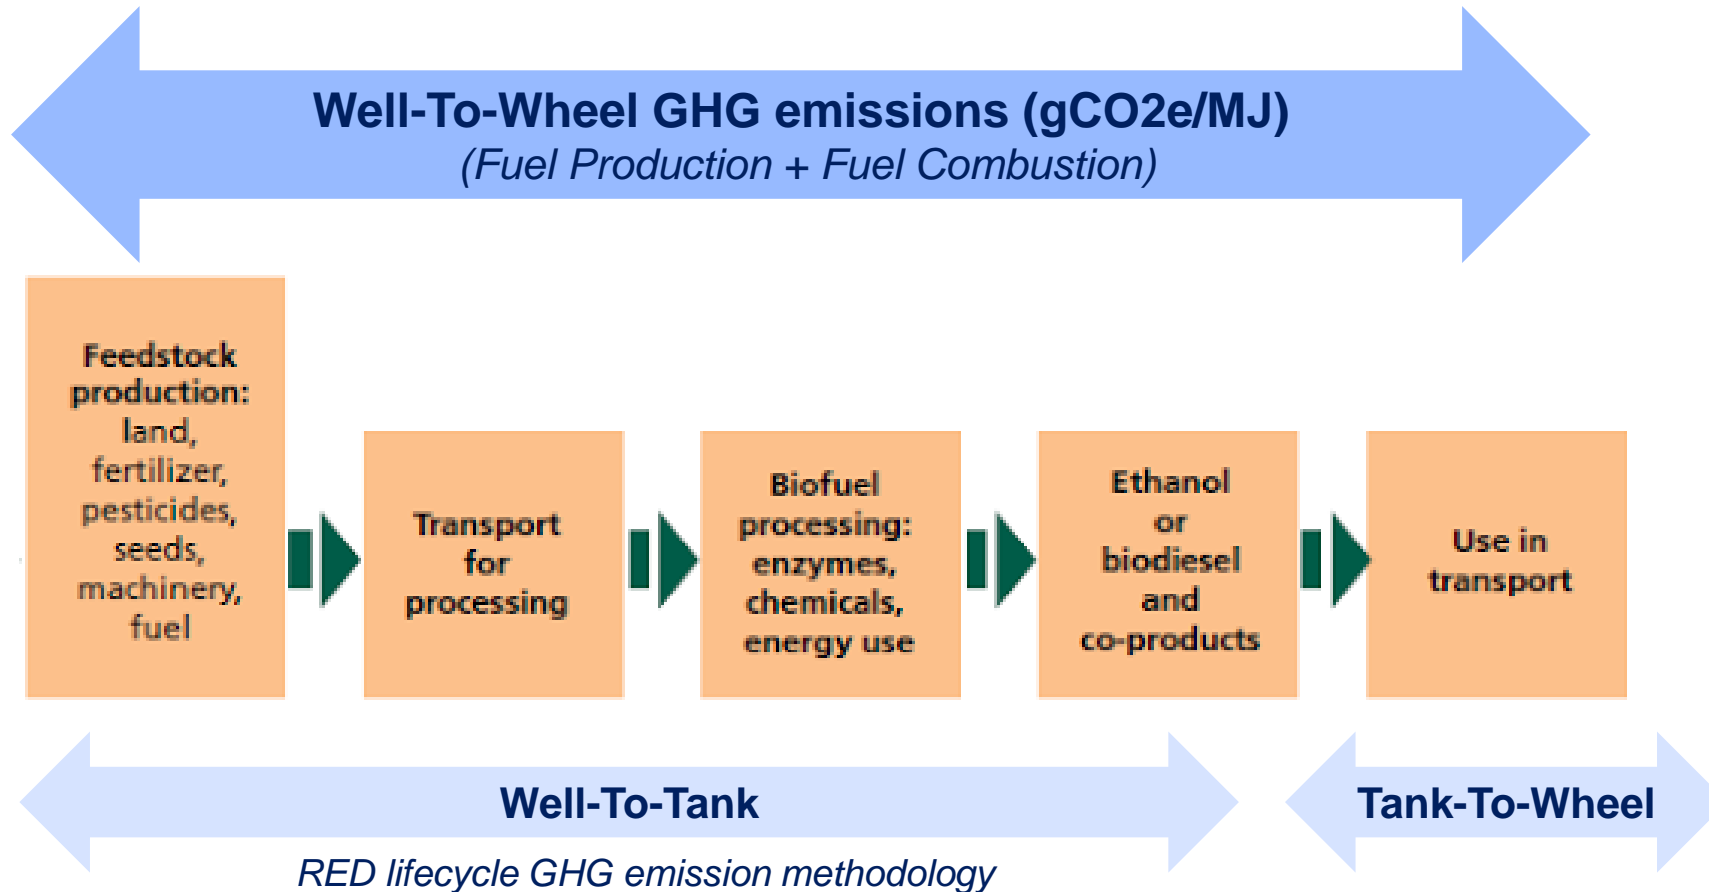 Well-To-Wheel GHG emissions (gCO2e/MJ)
(Fuel Production + Fuel Combustion)
Feedstock
production:
land,
fertilizer,
pesticides,
seeds,
machinery,
fuel
Transport
for
processing
Biofuel
processing:
enzymes,
chemicals,
energy use
Ethanol
or
biodiesel
and
co-products
Use in
transport
Well-To-Tank
Tank-To-Wheel
RED lifecycle GHG emission methodology